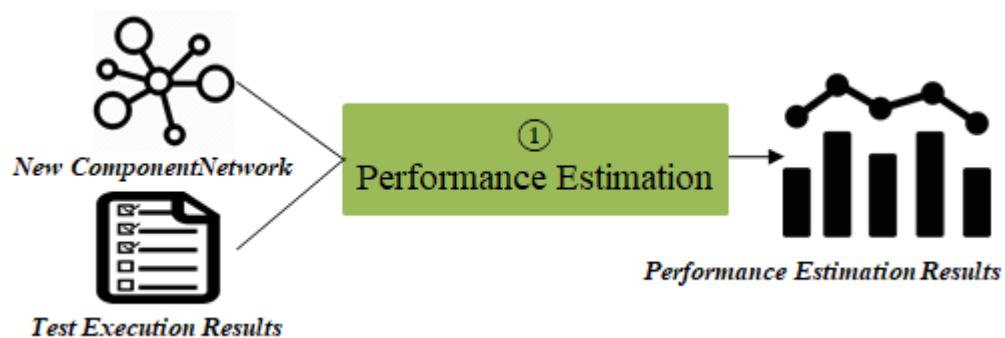 New ComponentNetwork
Test Execution Results
①
Performance Estimation
Performance Estimation Results